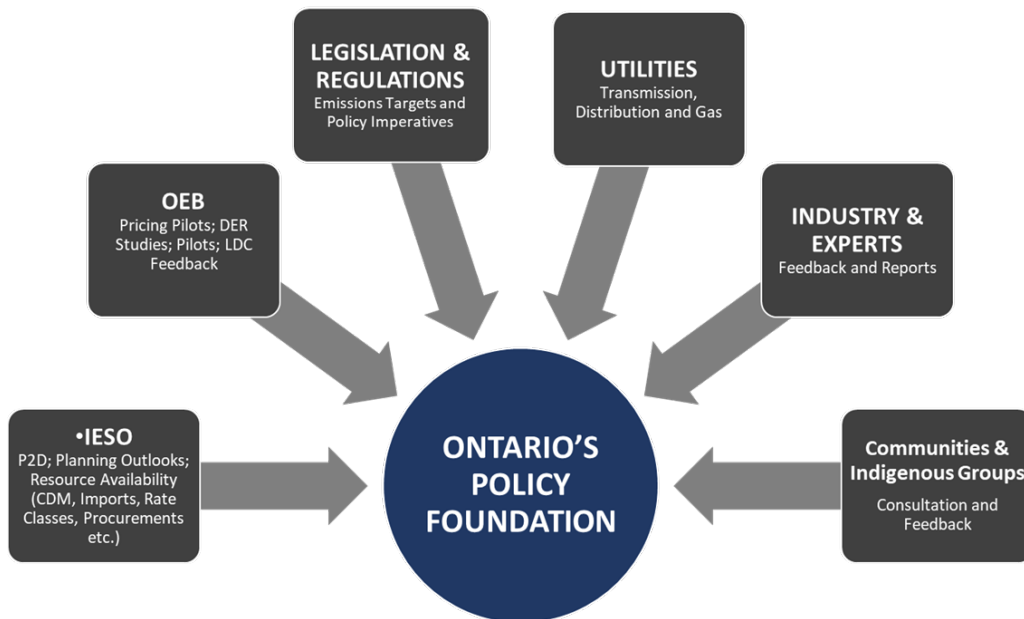 LEGISLATION &
REGULATIONS
Emissions Targets and
Policy Imperatives
UTILITIES
Transmission,
Distribution and Gas
OEB
Pricing Pilots; DER
Studies; Pilots; LDC
Feedback
INDUSTRY &
EXPERTS
Feedback and Reports
•IESO
P2D; Planning Outlooks;
Resource Availability
(CDM, Imports, Rate
Classes, Procurements
etc.)
ONTARIO’S
POLICY
FOUNDATION
Communities &
Indigenous Groups
Consultation and
Feedback